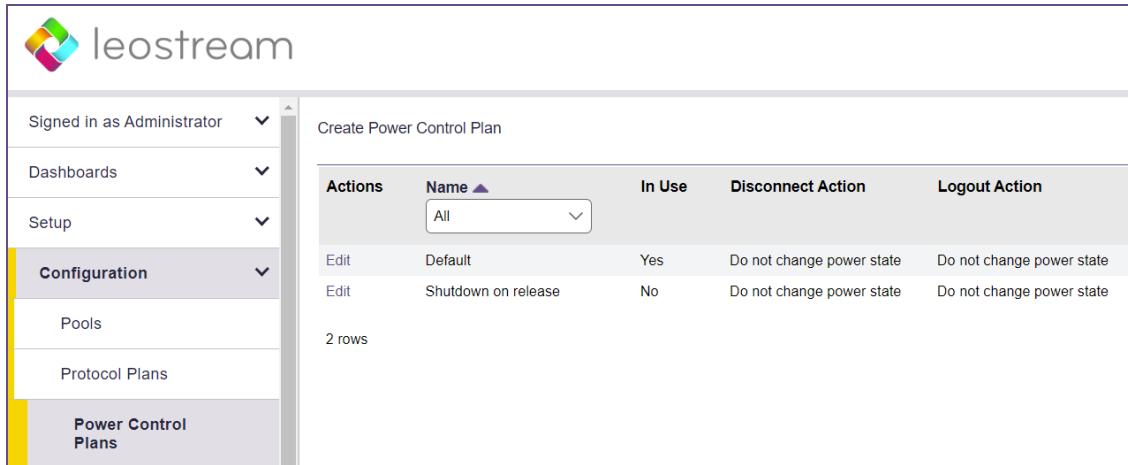 leostream
Signed in as Administrator
Dashboards
Setup
Configuration
Pools
Protocol Plans
Power Control
Plans
Create Power Control Plan
Actions Name In Use Disconnect Action Logout Action
All
Edit Default Yes Do not change power state Do not change power state
Edit Shutdown on release No Do not change power state Do not change power state
2 rows